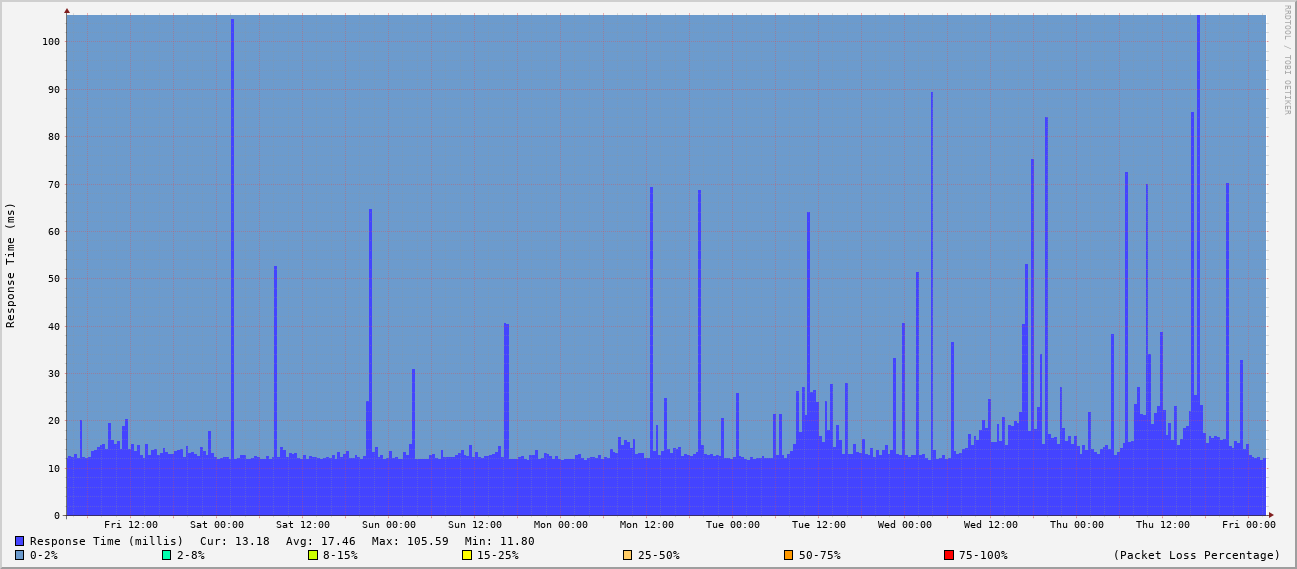 RRDTOOL / TOBI OETIKER
Response Time (ms)
100
90
80
70
60
50
40
30
20
10
0
Fri 12:00 Sat 00:00 Sat 12:00 Sun 00:00 Sun 12:00 Mon 00:00 Mon 12:00 Tue 00:00 Tue 12:00 Wed 00:00 Wed 12:00 Thu 00:00 Thu 12:00 Fri 00:00
Response Time (millis) Cur: 13.18 Avg: 17.46 Max: 105.59 Min: 11.80
0-2% 2-8% 8-15% 15-25% 25-50% 50-75% 75-100% (Packet Loss Percentage)